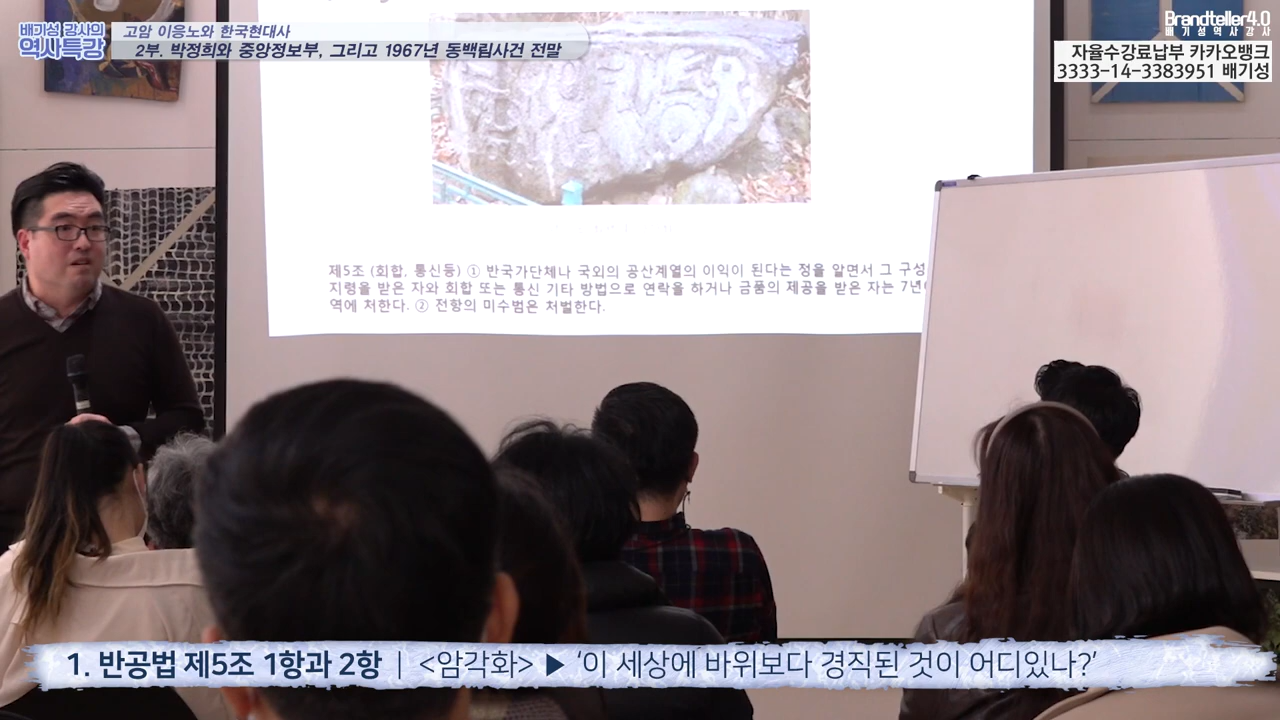 배기성 강사의
역사특강
고암 이응노와 한국현대사
2부. 박정희와 중앙정보부, 그리고 1967년 동백림사건 전말
Brandteller4.0
배기성역사강사
자율수강료납부 카카오뱅크
3333-14-3383951 배기성
제5조 (회합, 통신등) ① 반국가단체나 국외의 공산계열의 이익이 된다는 정을 알면서 그 구성
지령을 받은 자와 회합 또는 통신 기타 방법으로 연락을 하거나 금품의 제공을 받은 자는 7년
역에 처한다. ② 전항의 미수범은 처벌한다.
1. 반공법 제5조 1항과 2항 | <암각화> ▶ ‘이 세상에 바위보다 경직된 것이 어디있나?’